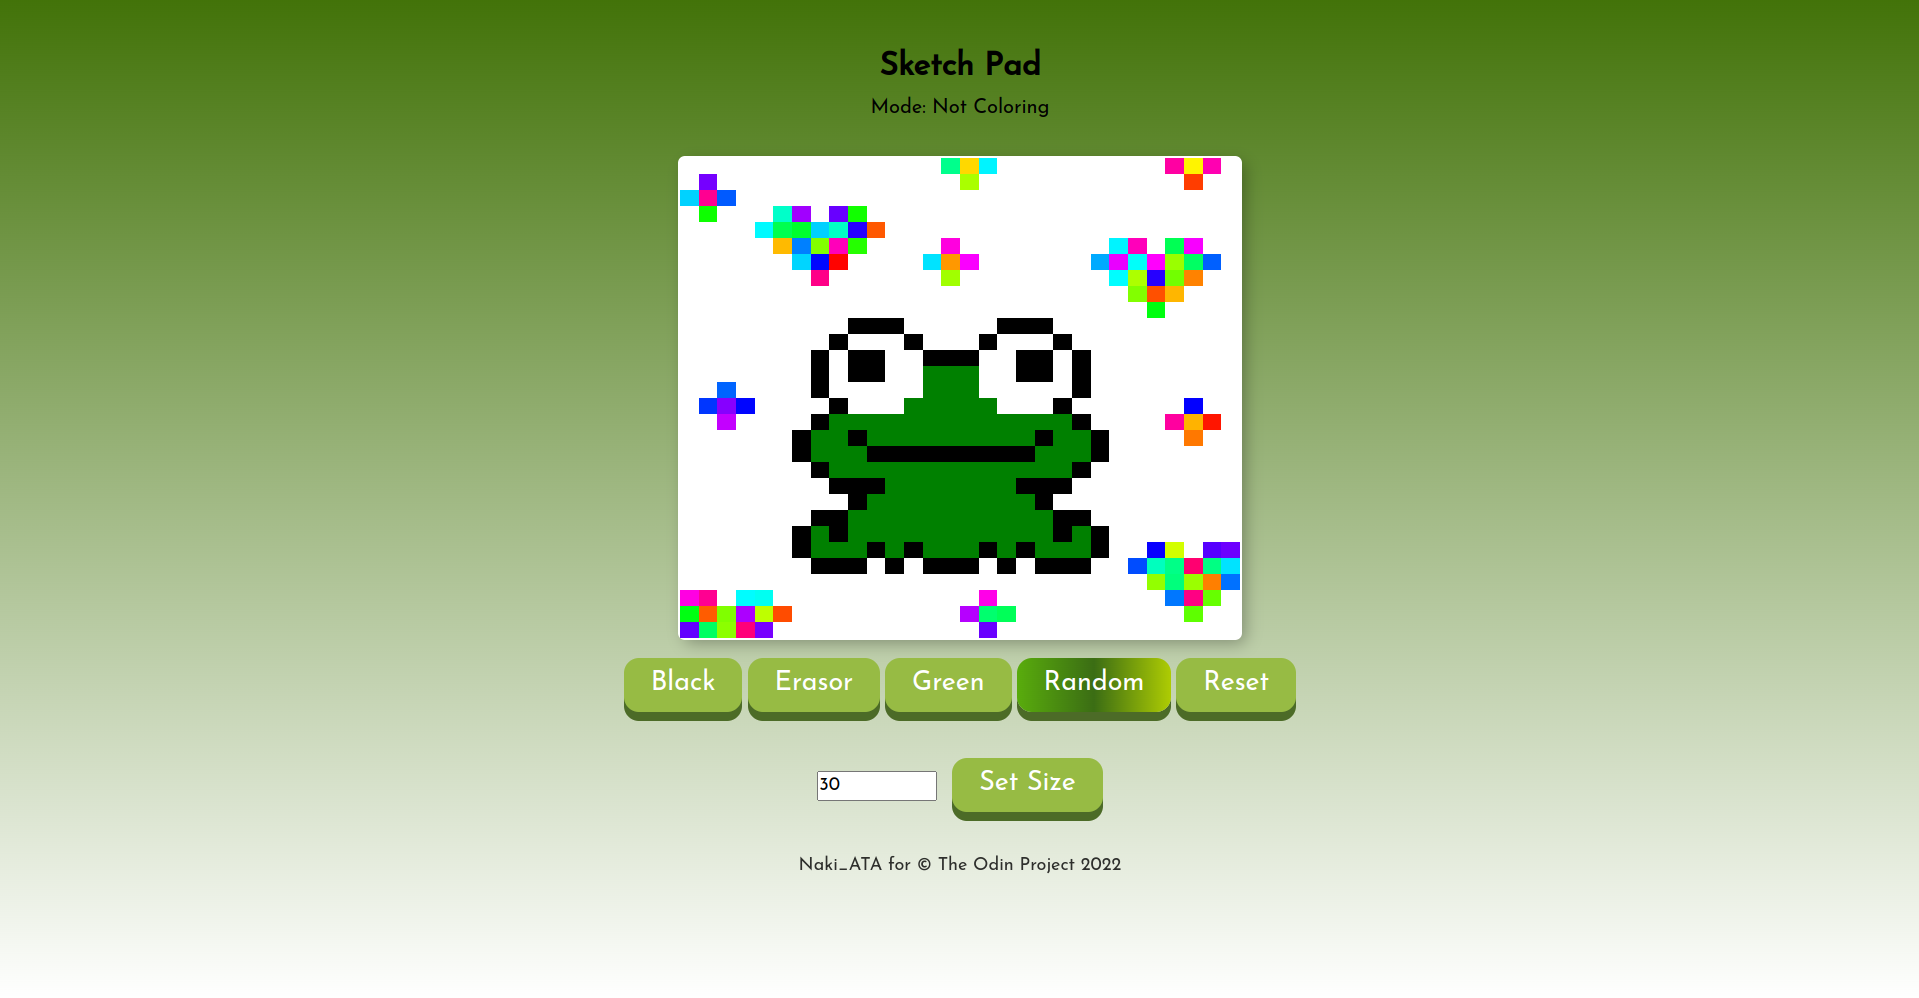 Sketch Pad
Mode: Not Coloring
Black Erasor Green Random Reset
30 Set Size
Naki_ATA for © The Odin Project 2022